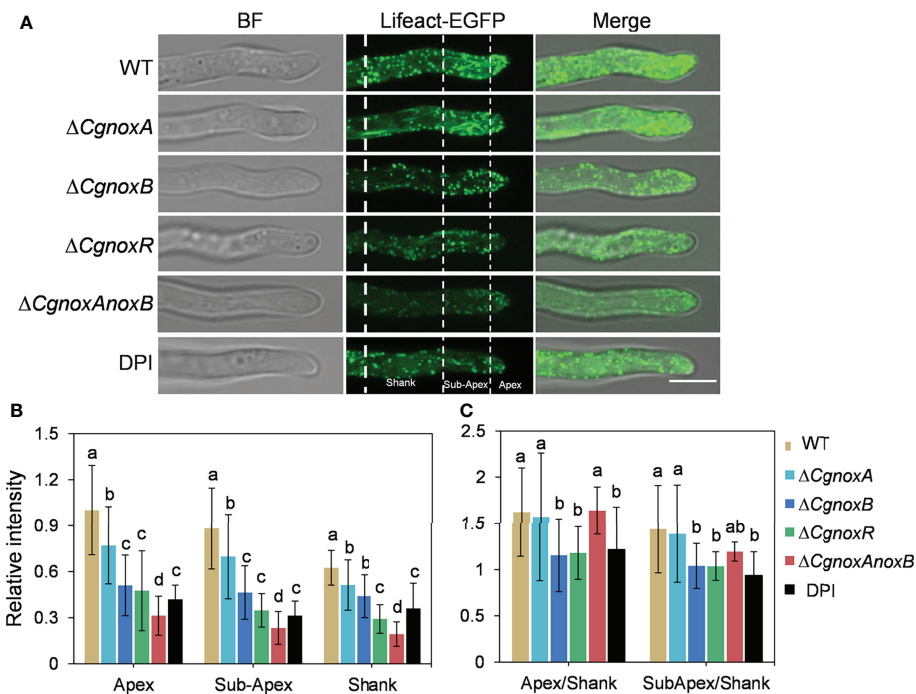 A
BF
Lifeact-EGFP
Merge
WT
ΔCgnoxA
ΔCgnoxB
ΔCgnoxR
ΔCgnoxAnoxB
DPI
Shank Sub-Apex Apex
B
Relative intensity
1.5
1.2
0.9
0.6
0.3
0
a b c c d c
a b c c d c
a b b c d c
Apex Sub-Apex Shank
C
2.5
2
1.5
1
0.5
0
a a b b a b
a a b b ab b
Apex/Shank SubApex/Shank
WT
ΔCgnoxA
ΔCgnoxB
ΔCgnoxR
ΔCgnoxAnoxB
DPI